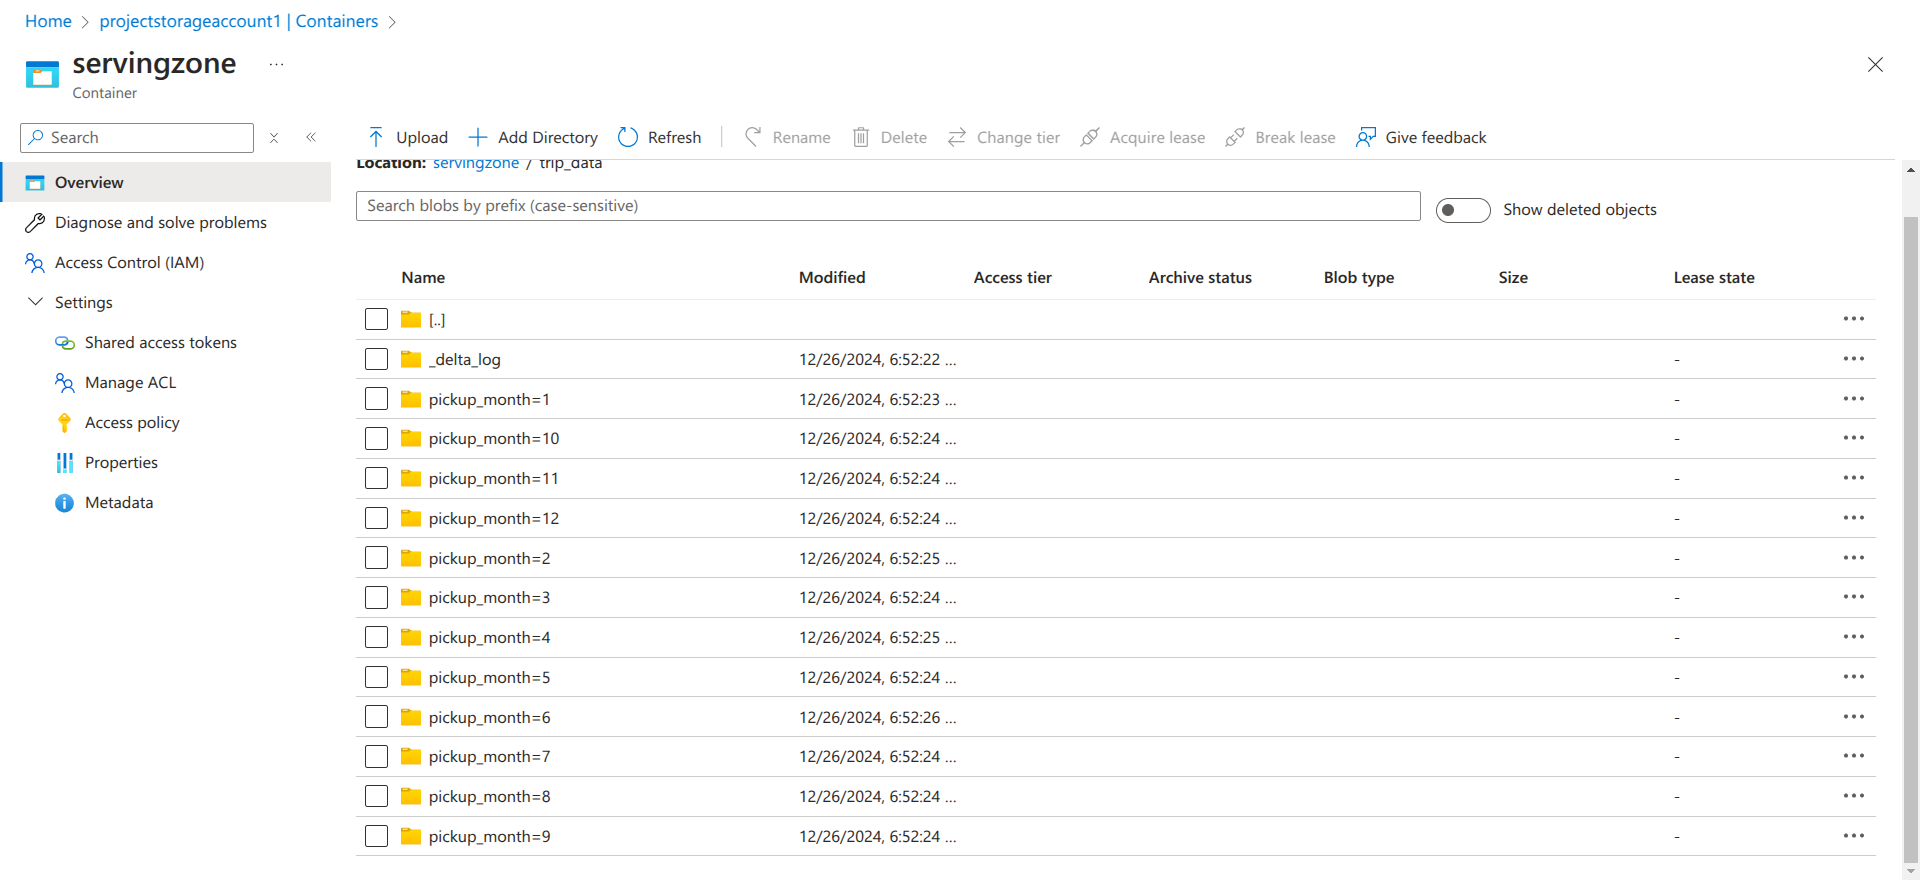 Home > projectstorageaccount1 | Containers >
servingzone ...
Container
Search
Overview
Diagnose and solve problems
Access Control (IAM)
Settings
Shared access tokens
Manage ACL
Access policy
Properties
Metadata
Upload Add Directory Refresh Rename Delete Change tier Acquire lease Break lease Give feedback
Location: servingzone / trip_data
Search blobs by prefix (case-sensitive) Show deleted objects
Name Modified Access tier Archive status Blob type Size Lease state
[..]
_delta_log 12/26/2024, 6:52:22 ... -
pickup_month=1 12/26/2024, 6:52:23 ... -
pickup_month=10 12/26/2024, 6:52:24 ... -
pickup_month=11 12/26/2024, 6:52:24 ... -
pickup_month=12 12/26/2024, 6:52:24 ... -
pickup_month=2 12/26/2024, 6:52:25 ... -
pickup_month=3 12/26/2024, 6:52:24 ... -
pickup_month=4 12/26/2024, 6:52:25 ... -
pickup_month=5 12/26/2024, 6:52:24 ... -
pickup_month=6 12/26/2024, 6:52:26 ... -
pickup_month=7 12/26/2024, 6:52:24 ... -
pickup_month=8 12/26/2024, 6:52:24 ... -
pickup_month=9 12/26/2024, 6:52:24 ... -